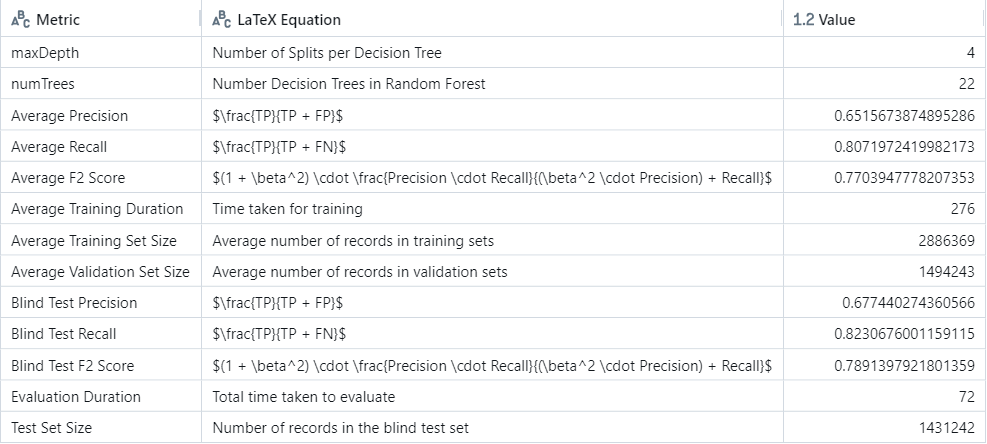 Metric LaTeX Equation 1.2 Value
maxDepth Number of Splits per Decision Tree 4
numTrees Number Decision Trees in Random Forest 22
Average Precision $\frac{TP}{TP + FP}$ 0.6515673874895286
Average Recall $\frac{TP}{TP + FN}$ 0.8071972419982173
Average F2 Score $(1 + \beta^2) \cdot \frac{Precision \cdot Recall}{(\beta^2 \cdot Precision) + Recall}$ 0.7703947778207353
Average Training Duration Time taken for training 276
Average Training Set Size Average number of records in training sets 2886369
Average Validation Set Size Average number of records in validation sets 1494243
Blind Test Precision $\frac{TP}{TP + FP}$ 0.677440274360566
Blind Test Recall $\frac{TP}{TP + FN}$ 0.8230676001159115
Blind Test F2 Score $(1 + \beta^2) \cdot \frac{Precision \cdot Recall}{(\beta^2 \cdot Precision) + Recall}$ 0.7891397921801359
Evaluation Duration Total time taken to evaluate 72
Test Set Size Number of records in the blind test set 1431242